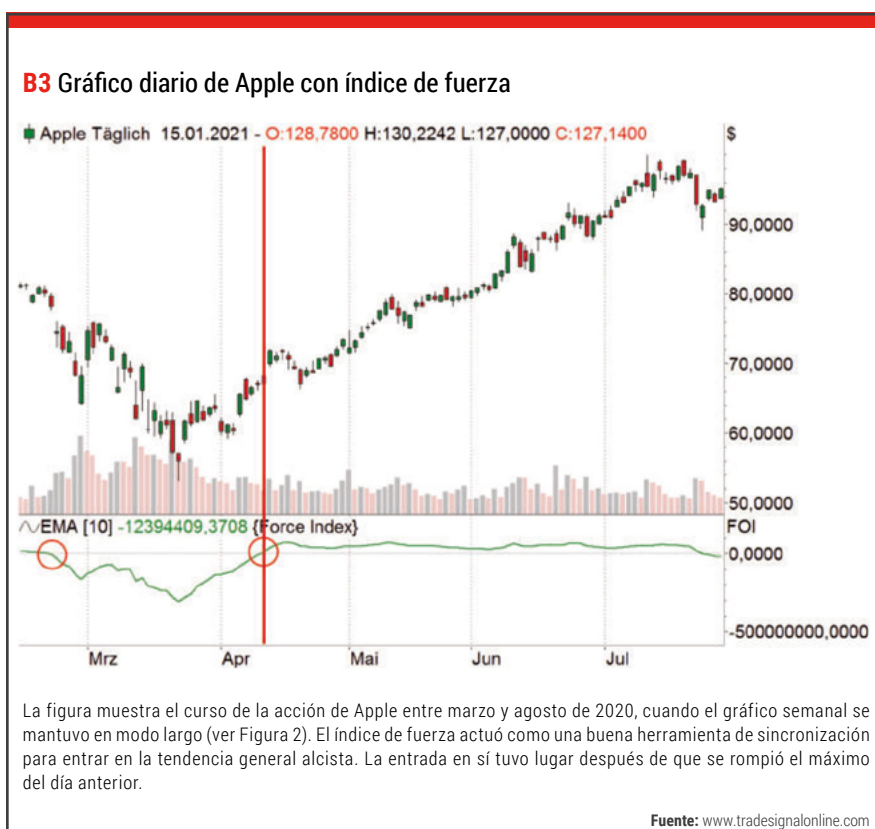 B3 Gráfico diario de Apple con índice de fuerza
Apple Täglich 15.01.2021 - O:128,7800 H:130,2242 L:127,0000 C:127,1400 $
90,0000
80,0000
70,0000
60,0000
50,0000
EMA [10] -12394409,3708 {Force Index} FOI
0,0000
-500000000,0000
Mrz Apr Mai Jun Jul
La figura muestra el curso de la acción de Apple entre marzo y agosto de 2020, cuando el gráfico semanal se
mantuvo en modo largo (ver Figura 2). El índice de fuerza actuó como una buena herramienta de sincronización
para entrar en la tendencia general alcista. La entrada en sí tuvo lugar después de que se rompió el máximo
del día anterior.
Fuente: www.tradesignalonline.com